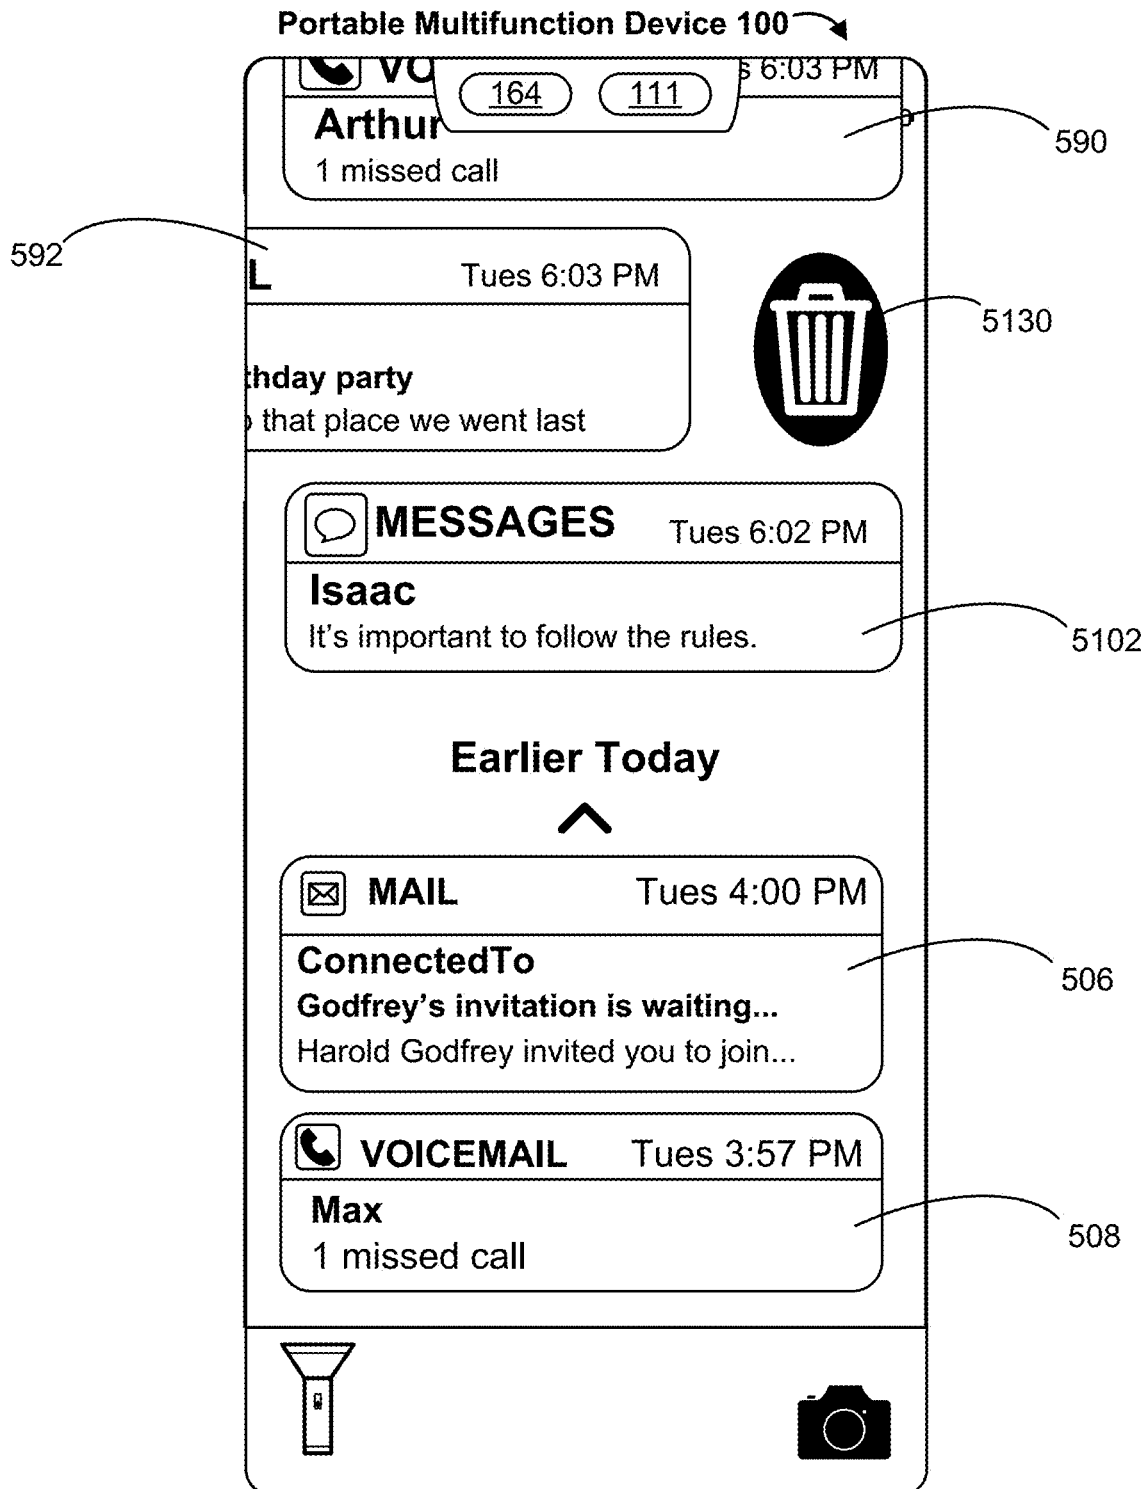 Portable Multifunction Device 100
VO s 6:03 PM
164 111
Arthur
1 missed call
590
592
L Tues 6:03 PM
5130
thday party
that place we went last
MESSAGES Tues 6:02 PM
Isaac
It's important to follow the rules.
5102
Earlier Today
MAIL Tues 4:00 PM
ConnectedTo
506
Godfrey's invitation is waiting...
Harold Godfrey invited you to join...
VOICEMAIL Tues 3:57 PM
Max
508
1 missed call